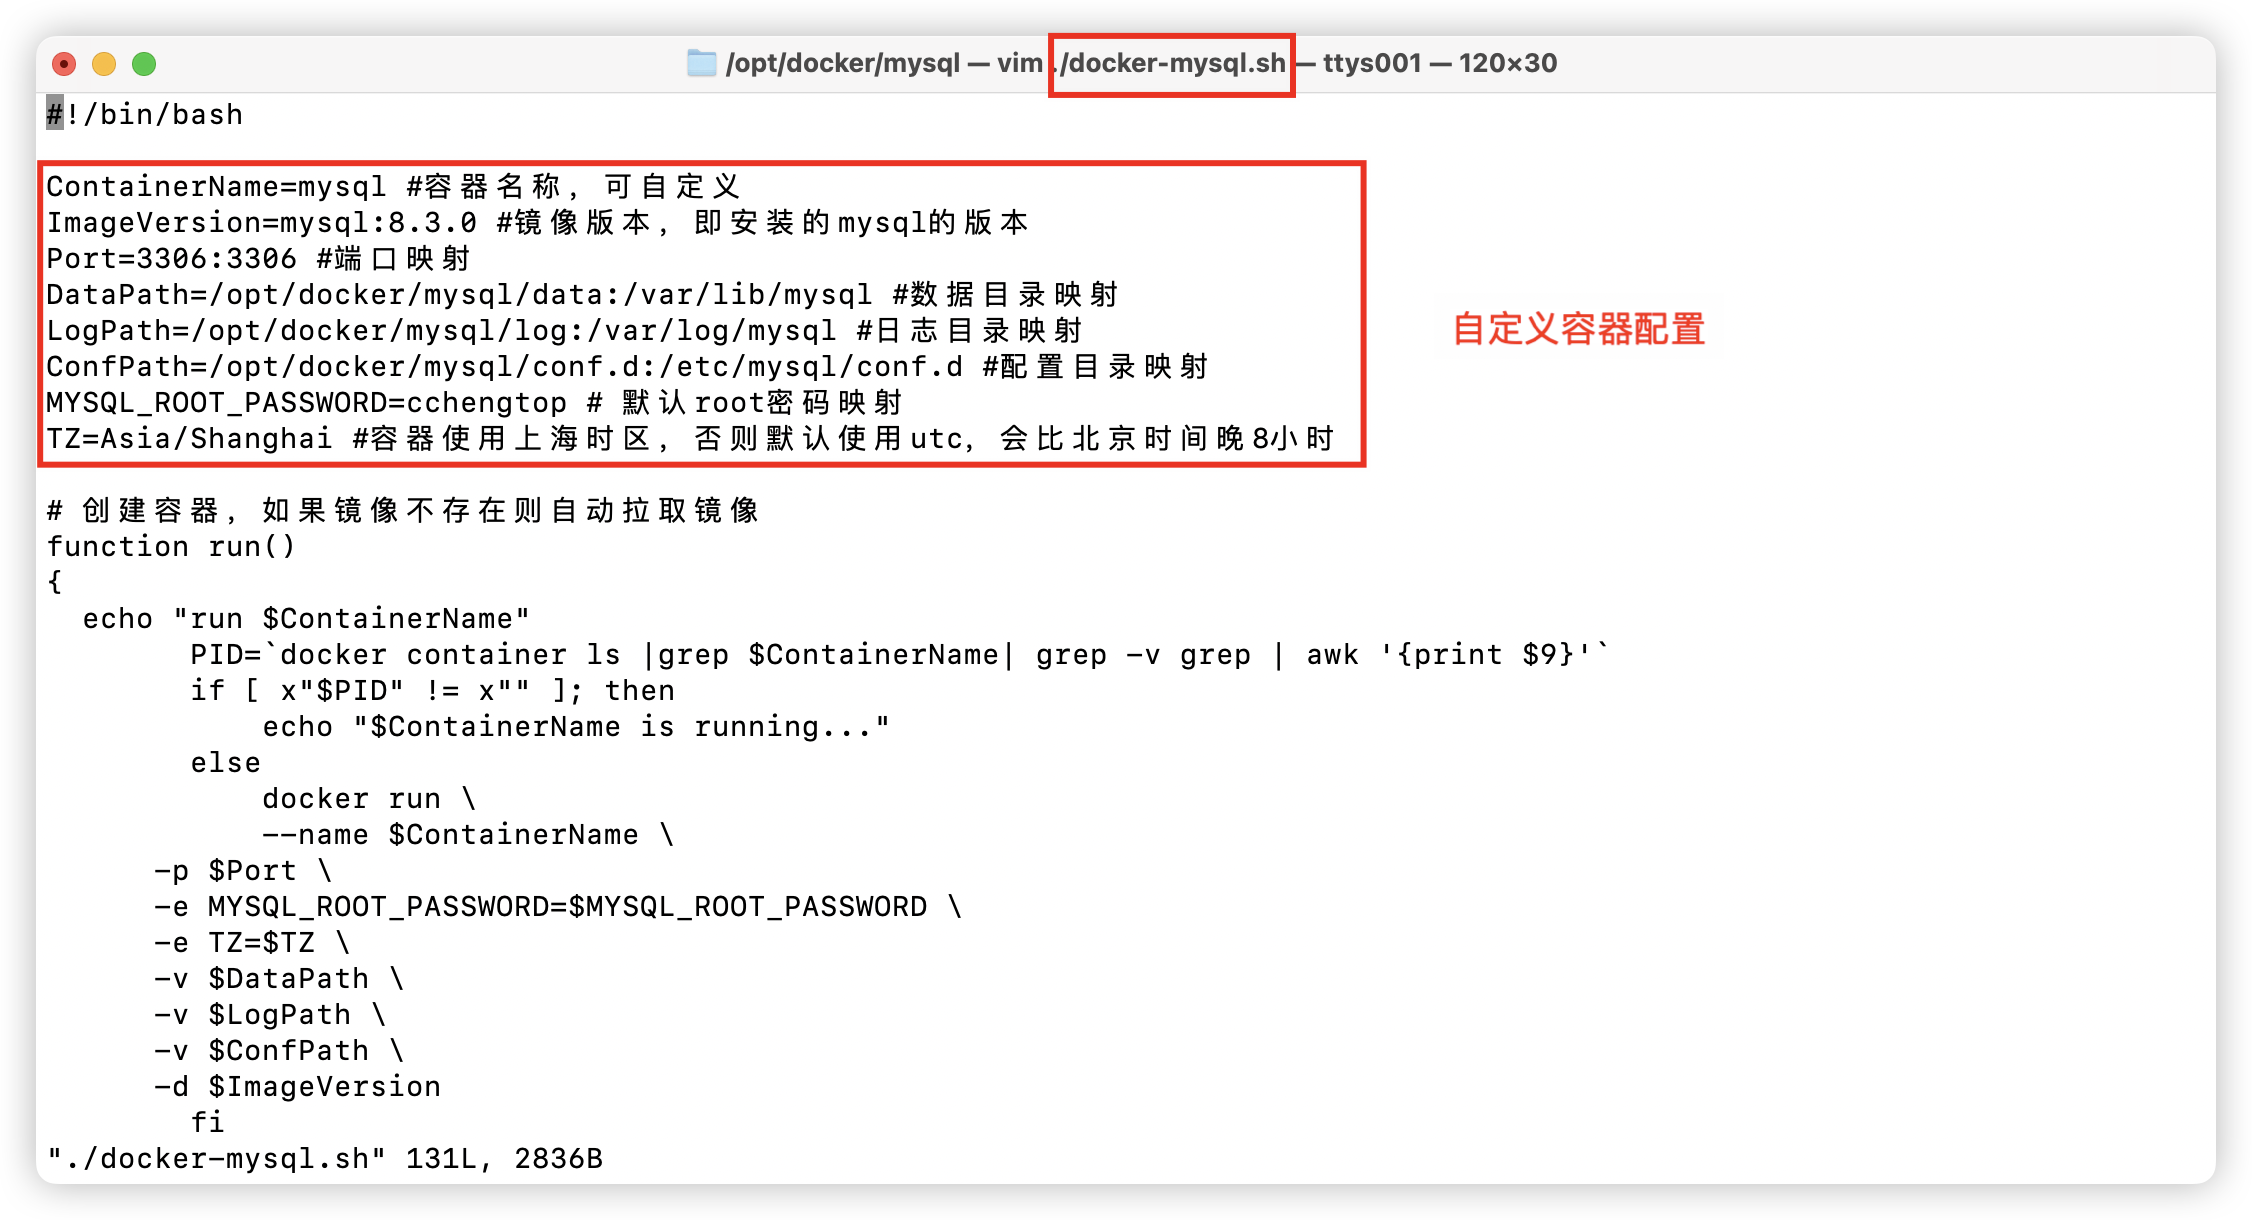 /opt/docker/mysql — vim ./docker-mysql.sh — ttys001 — 120×30
#!/bin/bash
ContainerName=mysql #容器名称，可自定义
ImageVersion=mysql:8.3.0 #镜像版本，即安装的mysql的版本
Port=3306:3306 #端口映射
DataPath=/opt/docker/mysql/data:/var/lib/mysql #数据目录映射
LogPath=/opt/docker/mysql/log:/var/log/mysql #日志目录映射
ConfPath=/opt/docker/mysql/conf.d:/etc/mysql/conf.d #配置目录映射
MYSQL_ROOT_PASSWORD=cchengtop # 默认root密码映射
TZ=Asia/Shanghai #容器使用上海时区，否则默认使用utc，会比北京时间晚8小时
自定义容器配置
# 创建容器，如果镜像不存在则自动拉取镜像
function run()
{
  echo "run $ContainerName"
        PID=`docker container ls |grep $ContainerName| grep -v grep | awk '{print $9}'`
        if [ x"$PID" != x"" ]; then
            echo "$ContainerName is running..."
        else
            docker run \
            --name $ContainerName \
      -p $Port \
      -e MYSQL_ROOT_PASSWORD=$MYSQL_ROOT_PASSWORD \
      -e TZ=$TZ \
      -v $DataPath \
      -v $LogPath \
      -v $ConfPath \
      -d $ImageVersion
        fi
"./docker-mysql.sh" 131L, 2836B